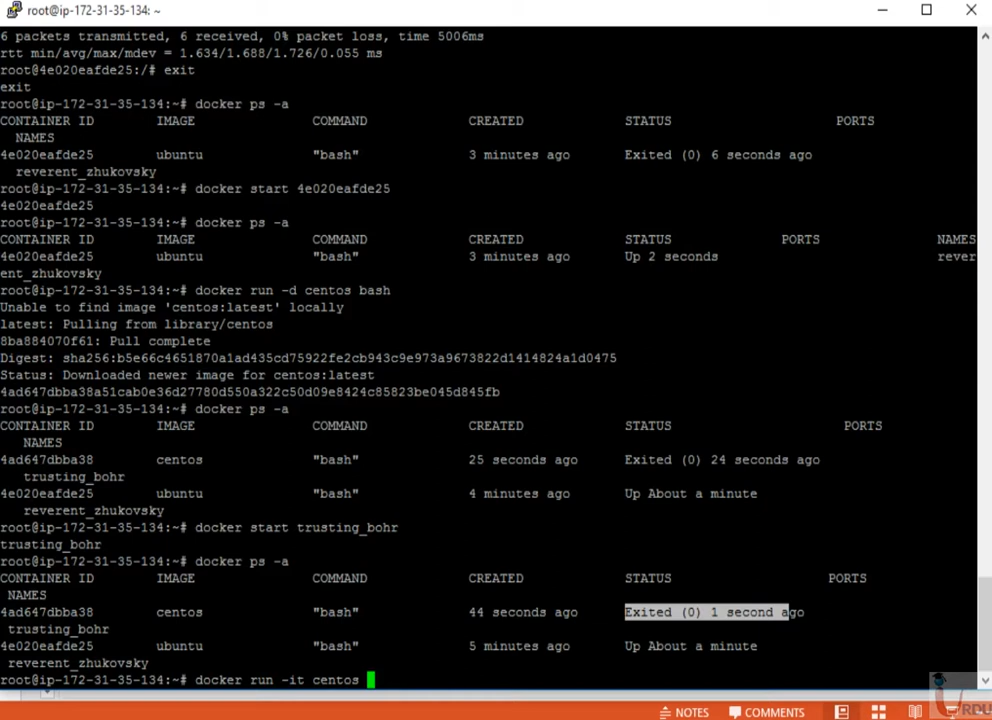 root@ip-172-31-35-134: ~
6 packets transmitted, 6 received, 0% packet loss, time 5006ms
rtt min/avg/max/mdev = 1.634/1.688/1.726/0.055 ms
root@4e020eafde25:/# exit
exit
root@ip-172-31-35-134:~# docker ps -a
CONTAINER ID IMAGE COMMAND CREATED STATUS PORTS
NAMES
4e020eafde25 ubuntu "bash" 3 minutes ago Exited (0) 6 seconds ago
reverent_zhukovsky
root@ip-172-31-35-134:~# docker start 4e020eafde25
4e020eafde25
root@ip-172-31-35-134:~# docker ps -a
CONTAINER ID IMAGE COMMAND CREATED STATUS PORTS NAMES
4e020eafde25 ubuntu "bash" 3 minutes ago Up 2 seconds rever
ent_zhukovsky
root@ip-172-31-35-134:~# docker run -d centos bash
Unable to find image 'centos:latest' locally
latest: Pulling from library/centos
8ba884070f61: Pull complete
Digest: sha256:b5e66c4651870a1ad435cd75922fe2cb943c9e973a9673822d1414824a1d0475
Status: Downloaded newer image for centos:latest
4ad647dbba38a51cab0e36d27780d550a322c50d09e8424c85823be045d845fb
root@ip-172-31-35-134:~# docker ps -a
CONTAINER ID IMAGE COMMAND CREATED STATUS PORTS
NAMES
4ad647dbba38 centos "bash" 25 seconds ago Exited (0) 24 seconds ago
trusting_bohr
4e020eafde25 ubuntu "bash" 4 minutes ago Up About a minute
reverent_zhukovsky
root@ip-172-31-35-134:~# docker start trusting_bohr
trusting_bohr
root@ip-172-31-35-134:~# docker ps -a
CONTAINER ID IMAGE COMMAND CREATED STATUS PORTS
NAMES
4ad647dbba38 centos "bash" 44 seconds ago Exited (0) 1 second ago
trusting_bohr
4e020eafde25 ubuntu "bash" 5 minutes ago Up About a minute
reverent_zhukovsky
root@ip-172-31-35-134:~# docker run -it centos
NOTES COMMENTS